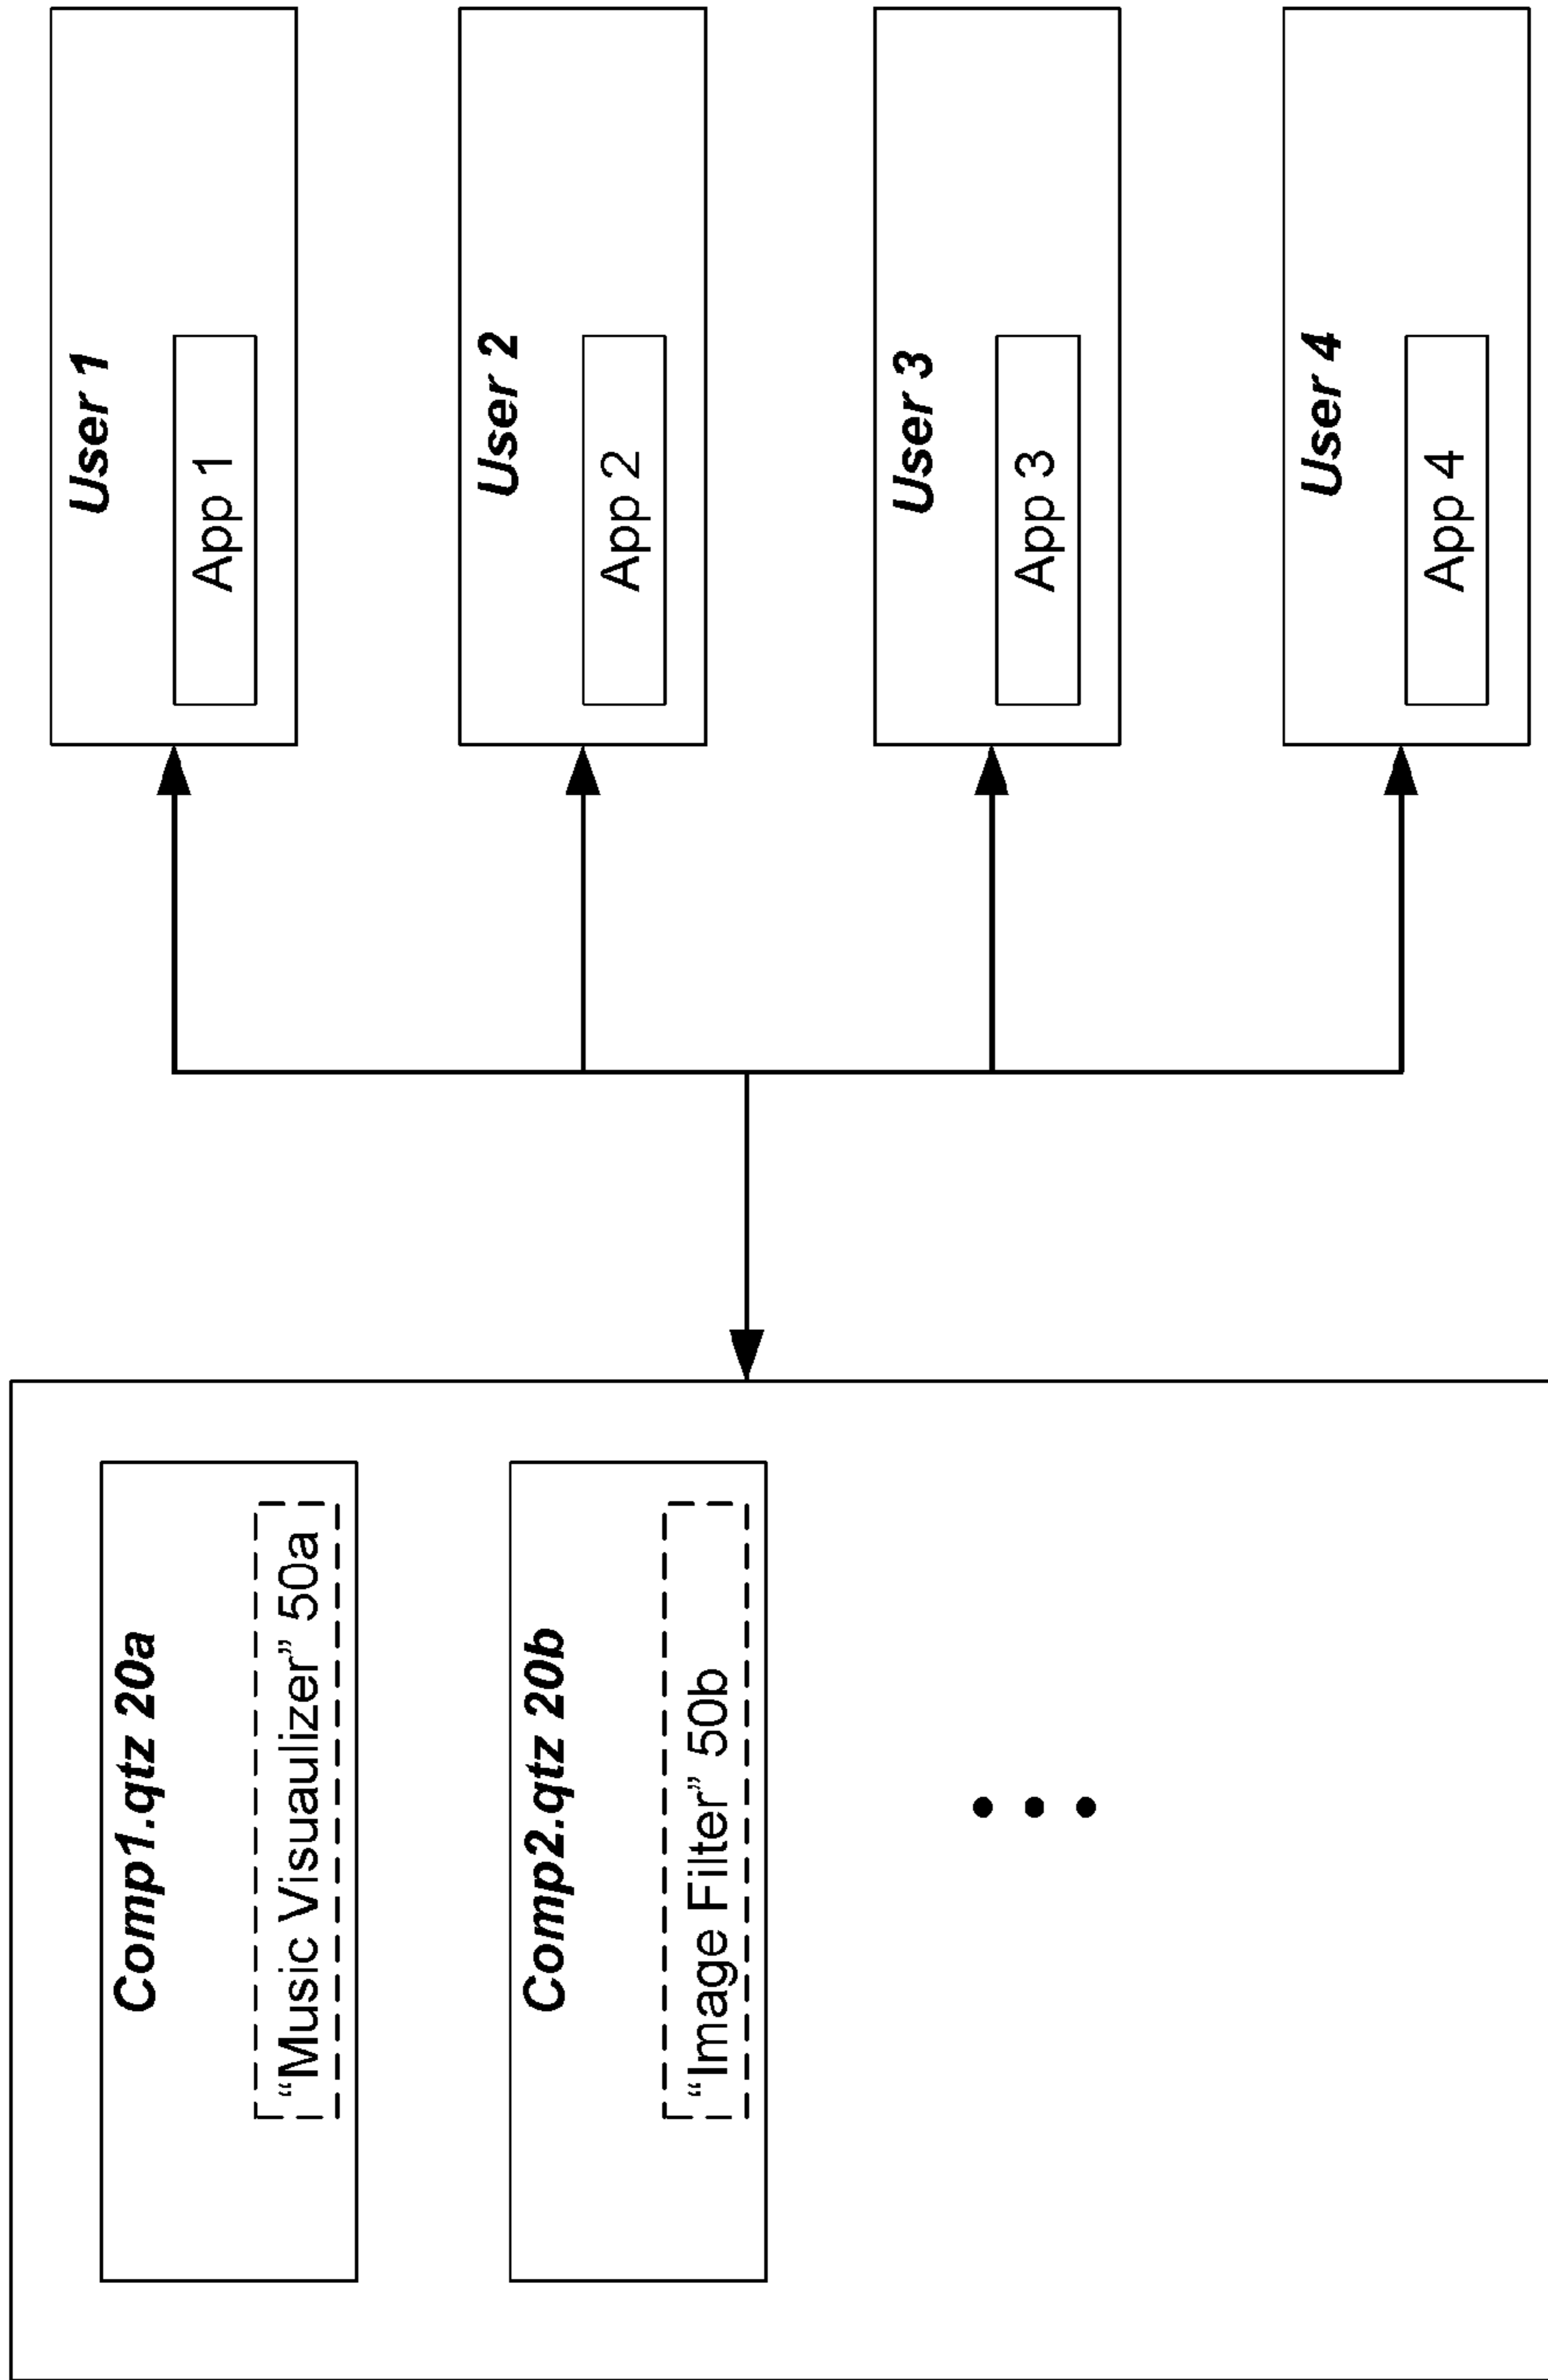 Comp1.qtz 20a
“Music Visaulizer” 50a
Comp2.qtz 20b
“Image Filter” 50b
User 1
App 1
User 2
App 2
User 3
App 3
User 4
App 4